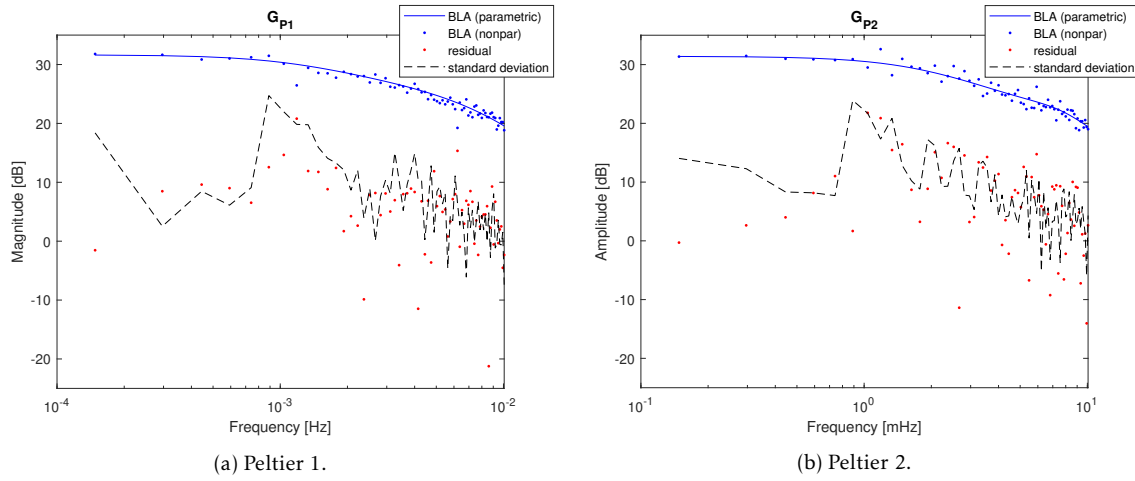 G_P1
BLA (parametric)
BLA (nonpar)
residual
standard deviation
30
20
10
0
-10
-20
Magnitude [dB]
10^-4
10^-3
10^-2
Frequency [Hz]
(a) Peltier 1.
G_P2
BLA (parametric)
BLA (nonpar)
residual
standard deviation
30
20
10
0
-10
-20
Amplitude [dB]
10^-1
10^0
10^1
Frequency [mHz]
(b) Peltier 2.